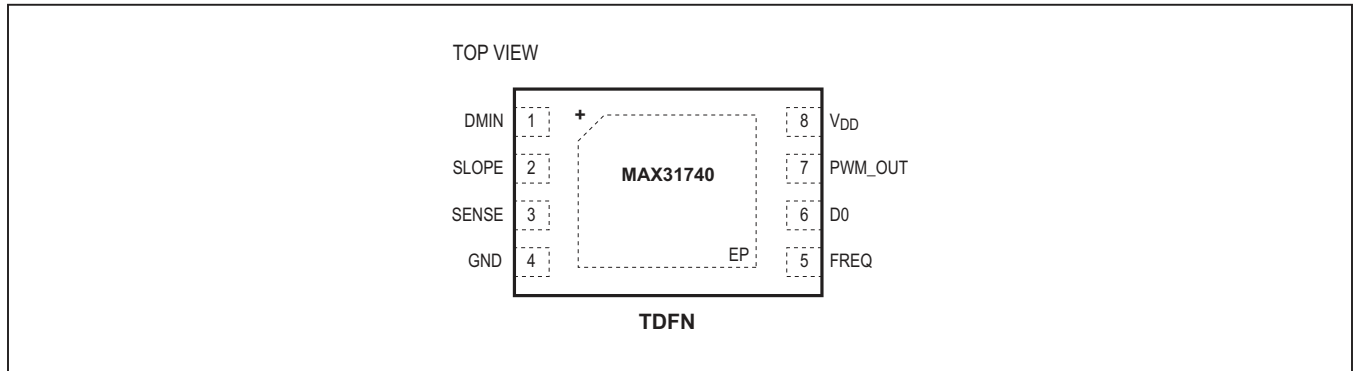 TOP VIEW
DMIN 1 + 8 VDD
SLOPE 2 MAX31740 7 PWM_OUT
SENSE 3 6 D0
GND 4 EP 5 FREQ
TDFN